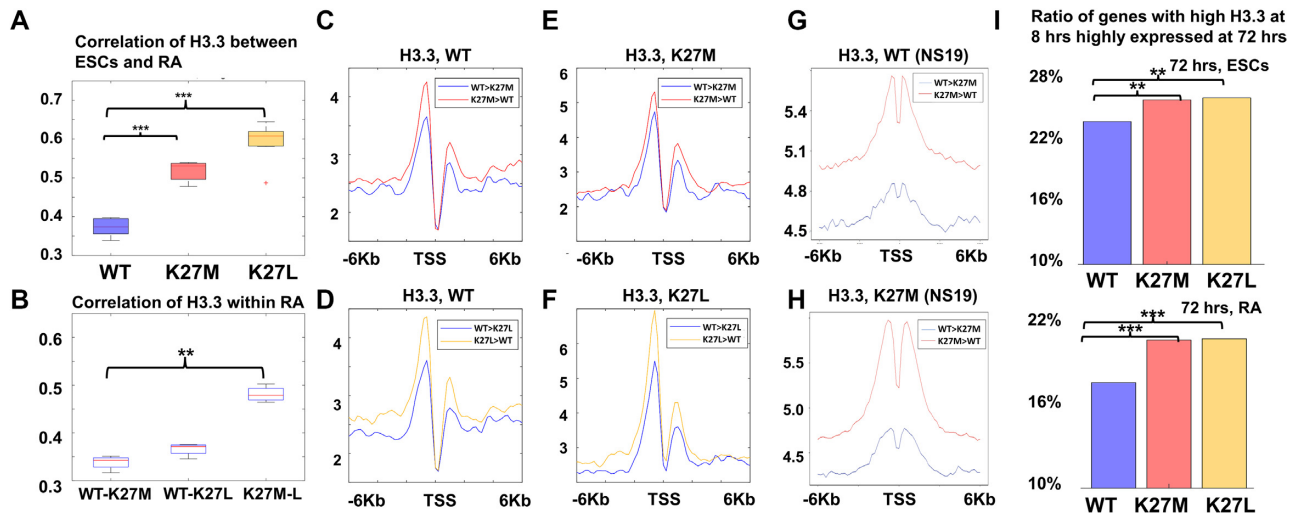 A
Correlation of H3.3 between
ESCs and RA
0.7
0.6
0.5
0.4
0.3
***
***
WT
K27M
K27L
B
Correlation of H3.3 within RA
0.6
0.5
0.4
0.3
**
WT-K27M
WT-K27L
K27M-L
C
H3.3, WT
4
3
2
WT>K27M
K27M>WT
-6Kb
TSS
6Kb
D
H3.3, WT
4
3
2
WT>K27L
K27L>WT
-6Kb
TSS
6Kb
E
H3.3, K27M
6
5
4
3
2
1
WT>K27M
K27M>WT
-6Kb
TSS
6Kb
F
H3.3, K27L
7
6
5
4
3
WT>K27L
K27L>WT
-6Kb
TSS
6Kb
G
H3.3, WT (NS19)
5.4
5.1
4.8
4.5
WT>K27M
K27M>WT
-6Kb
TSS
6Kb
H
H3.3, K27M (NS19)
5.5
5.0
4.5
WT>K27M
K27M>WT
-6Kb
TSS
6Kb
I
Ratio of genes with high H3.3 at
8 hrs highly expressed at 72 hrs
28%
22%
16%
10%
** 72 hrs, ESCs
**
WT
K27M
K27L
22%
16%
10%
72 hrs, RA
***
***
WT
K27M
K27L